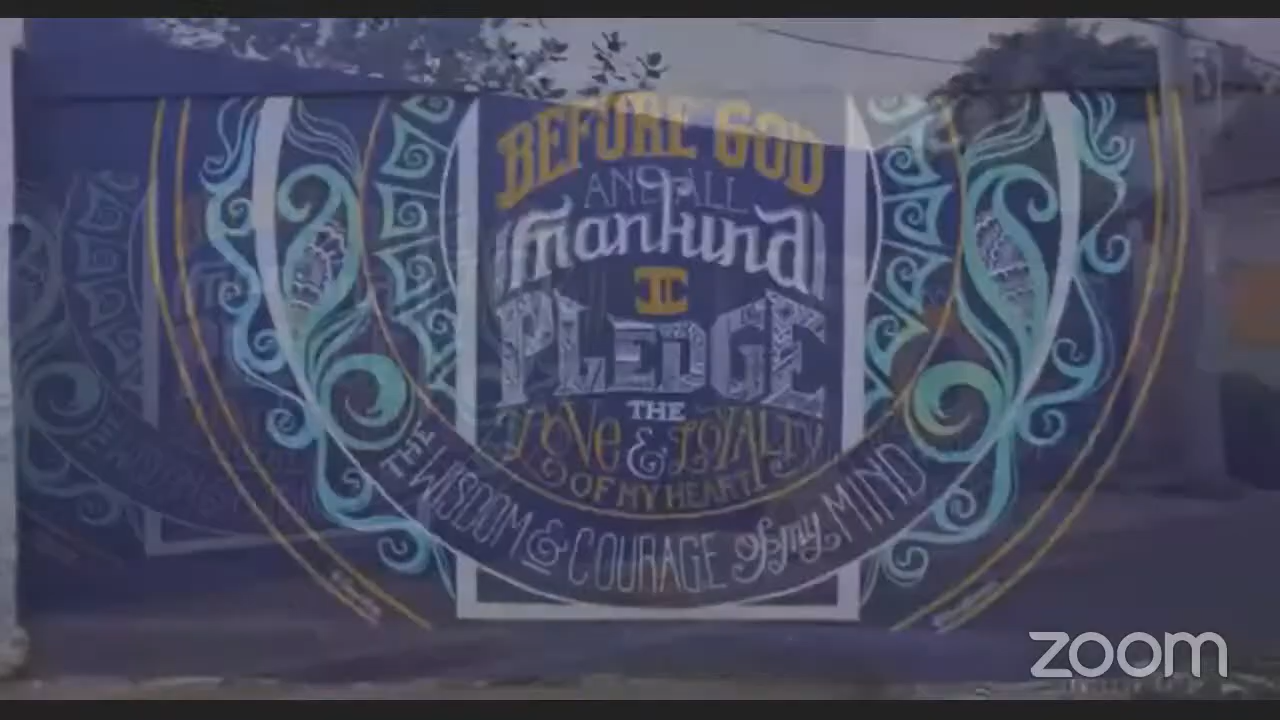 BEFORE GOD
AND ALL
mankind
I
PLEDGE
THE
LOVE & LOYALTY
OF MY HEART
THE WISDOM & COURAGE of my MIND
zoom